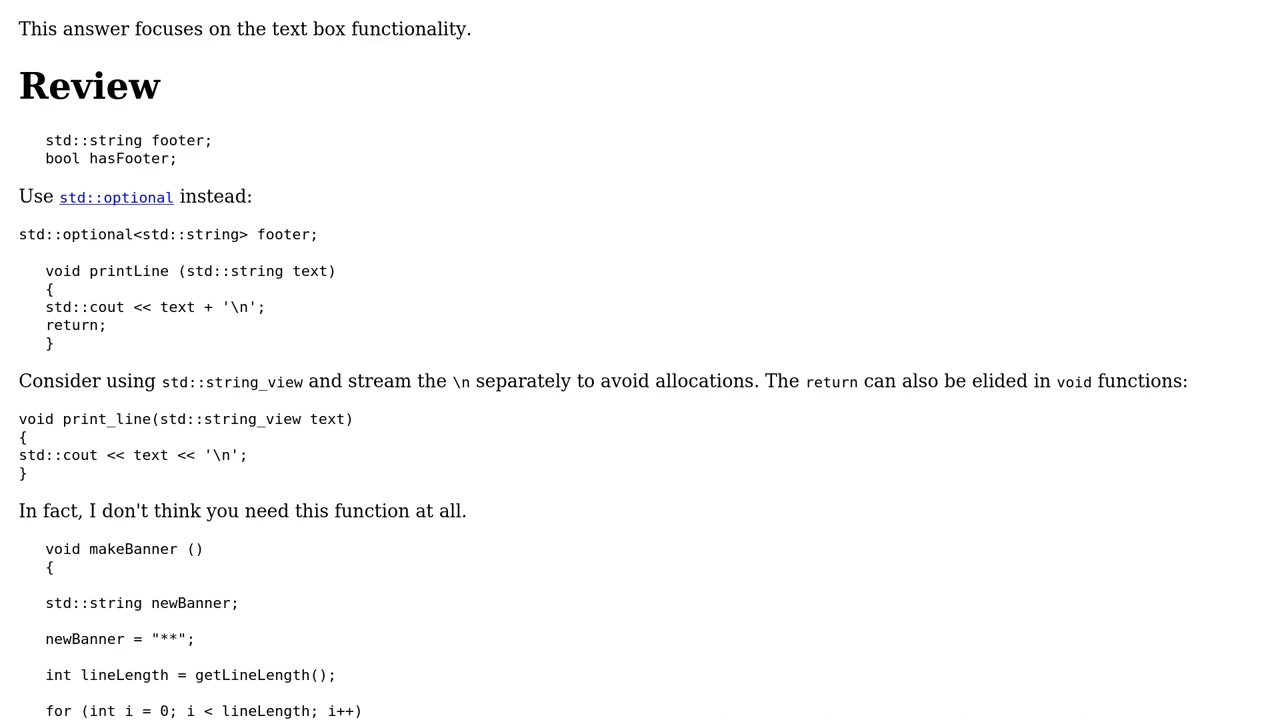 This answer focuses on the text box functionality.
Review
std::string footer;
bool hasFooter;
Use std::optional instead:
std::optional<std::string> footer;
void printLine (std::string text)
{
std::cout << text + '\n';
return;
}
Consider using std::string_view and stream the \n separately to avoid allocations. The return can also be elided in void functions:
void print_line(std::string_view text)
{
std::cout << text << '\n';
}
In fact, I don't think you need this function at all.
void makeBanner ()
{
std::string newBanner;
newBanner = "**";
int lineLength = getLineLength();
for (int i = 0; i < lineLength; i++)